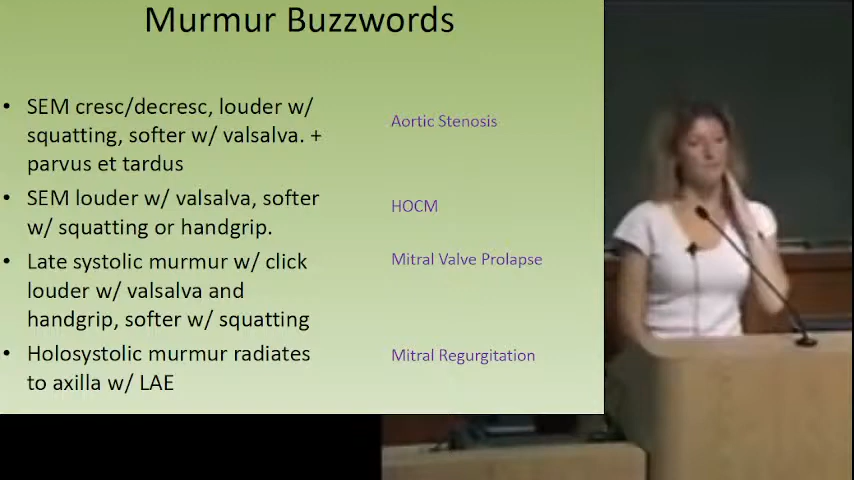 Murmur Buzzwords
• SEM cresc/decresc, louder w/
squatting, softer w/ valsalva. +
parvus et tardus
Aortic Stenosis
• SEM louder w/ valsalva, softer
w/ squatting or handgrip.
HOCM
• Late systolic murmur w/ click
louder w/ valsalva and
handgrip, softer w/ squatting
Mitral Valve Prolapse
• Holosystolic murmur radiates
to axilla w/ LAE
Mitral Regurgitation